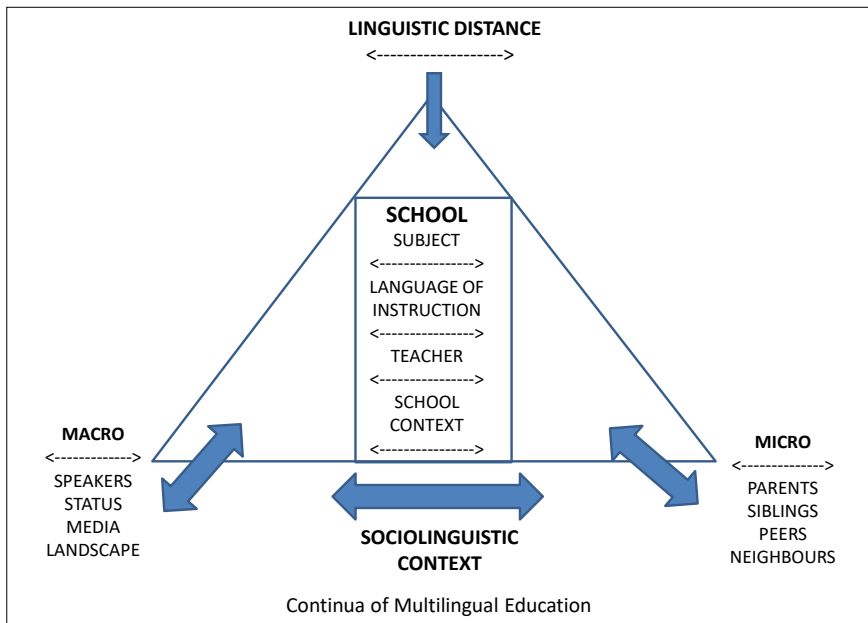 LINGUISTIC DISTANCE
<-------------------->
SCHOOL
SUBJECT
<---------------->
LANGUAGE OF
INSTRUCTION
<---------------->
TEACHER
<---------------->
SCHOOL
CONTEXT
<---------------->
MACRO
<------------->
SPEAKERS
STATUS
MEDIA
LANDSCAPE
MICRO
<------------->
PARENTS
SIBLINGS
PEERS
NEIGHBOURS
SOCIOLINGUISTIC
CONTEXT
Continua of Multilingual Education